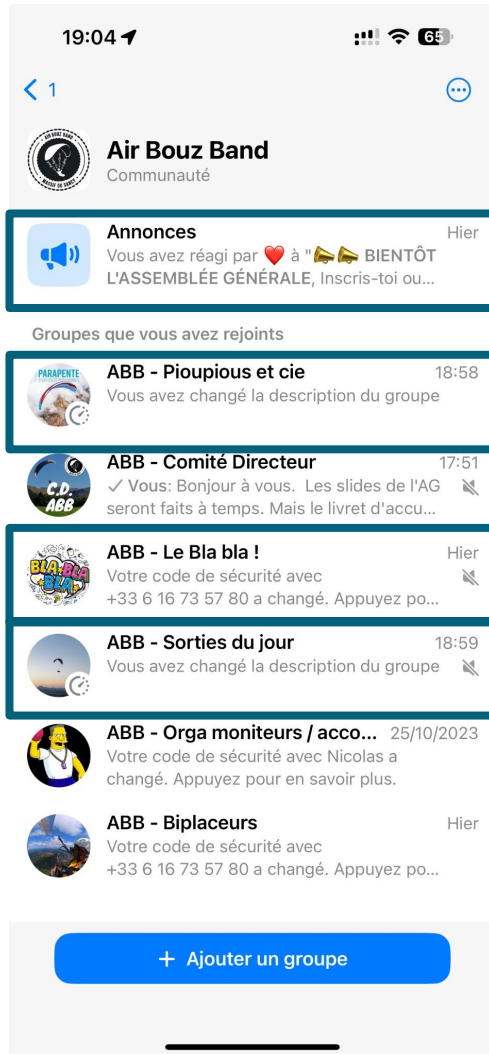 19:04
65
1
AIR BOUZ BAND
MASSIF DU SANCY
Air Bouz Band
Communauté
Annonces
Hier
Vous avez réagi par ❤️ à "📣📣 BIENTÔT
L'ASSEMBLÉE GÉNÉRALE, Inscris-toi ou...
Groupes que vous avez rejoints
PARAPENTE
ABB - Pioupious et cie
18:58
Vous avez changé la description du groupe
C.D.
ABB
ABB - Comité Directeur
17:51
✓ Vous: Bonjour à vous. Les slides de l'AG
seront faits à temps. Mais le livret d'accu...
BLA BLA
BLA
ABB - Le Bla bla !
Hier
Votre code de sécurité avec
+33 6 16 73 57 80 a changé. Appuyez po...
ABB - Sorties du jour
18:59
Vous avez changé la description du groupe
ABB - Orga moniteurs / acco...
25/10/2023
Votre code de sécurité avec Nicolas a
changé. Appuyez pour en savoir plus.
ABB - Biplaceurs
Hier
Votre code de sécurité avec
+33 6 16 73 57 80 a changé. Appuyez po...
+ Ajouter un groupe